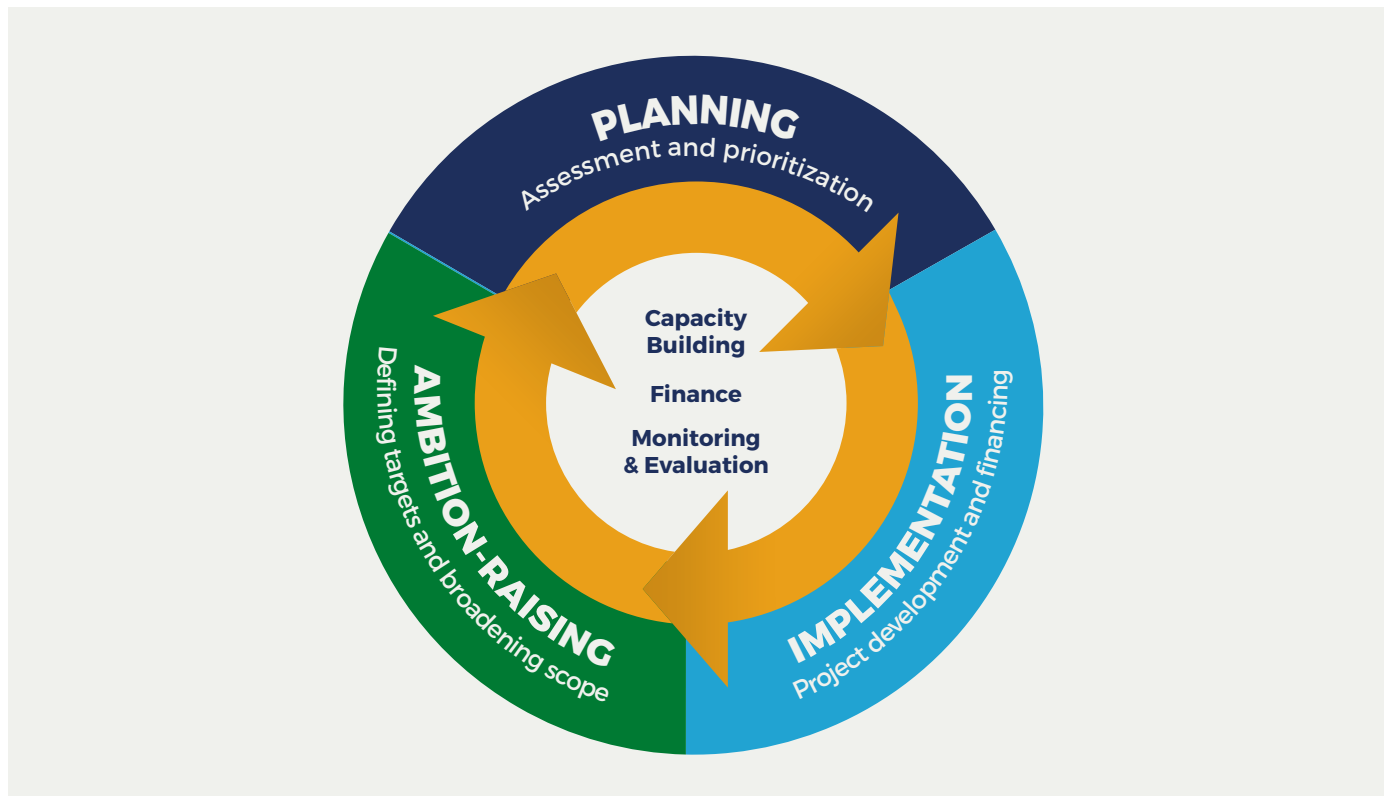 PLANNING
Assessment and prioritization
Capacity
Building
Finance
Monitoring
& Evaluation
IMPLEMENTATION
Project development and financing
AMBITION-RAISING
Defining targets and broadening scope